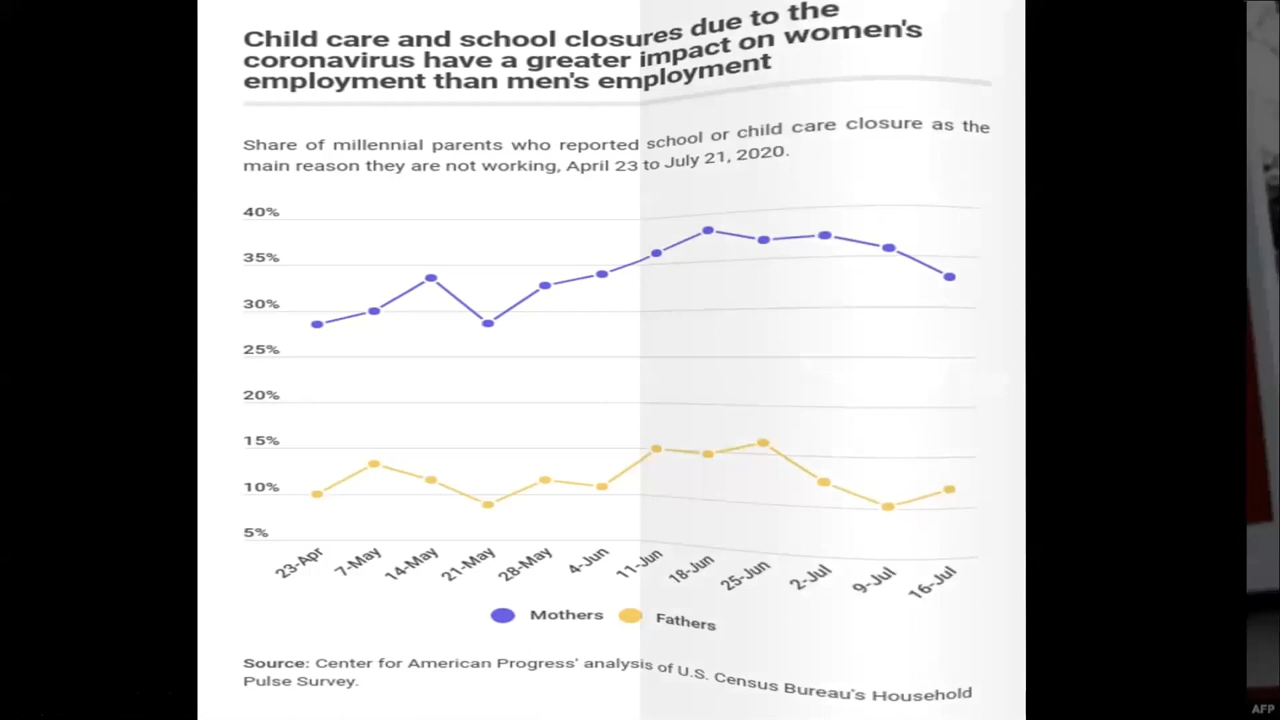 Child care and school closures due to the
coronavirus have a greater impact on women's
employment than men's employment
Share of millennial parents who reported school or child care closure as the
main reason they are not working, April 23 to July 21, 2020.
40%
35%
30%
25%
20%
15%
10%
5%
23-Apr 7-May 14-May 21-May 28-May 4-Jun 11-Jun 18-Jun 25-Jun 2-Jul 9-Jul 16-Jul
Mothers Fathers
Source: Center for American Progress' analysis of U.S. Census Bureau's Household
Pulse Survey.
AFP